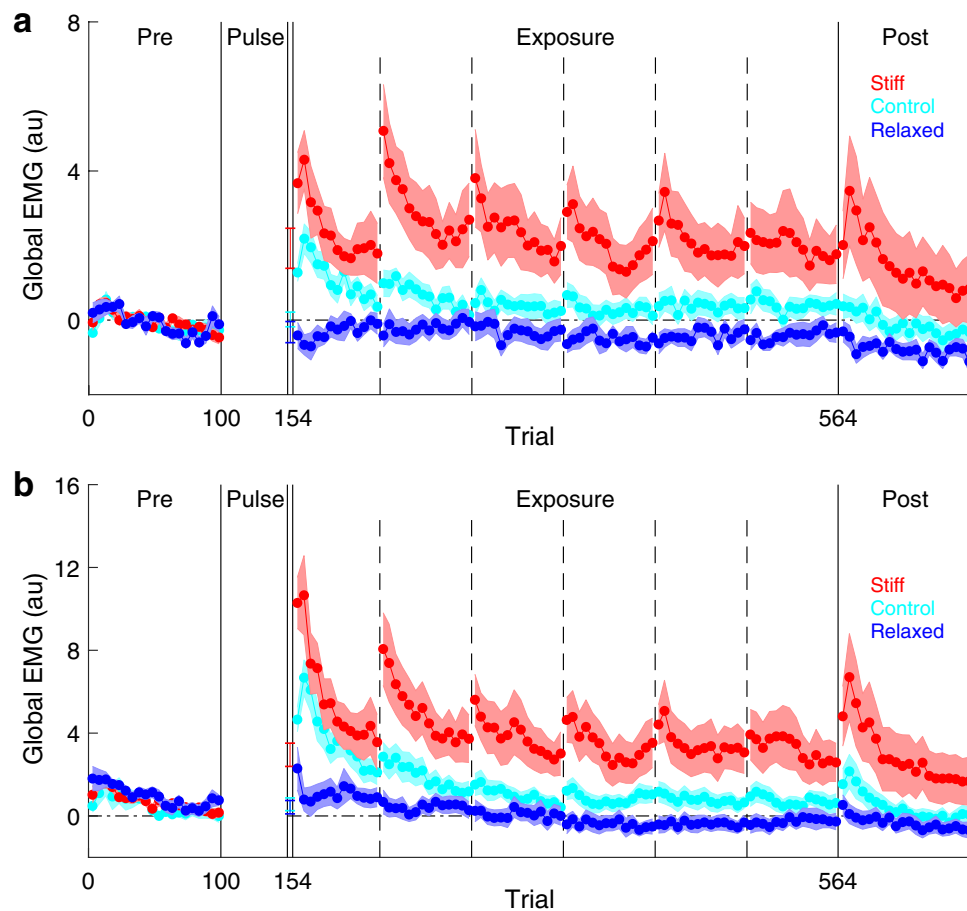 a
8
4
0
Global EMG (au)
Pre
Pulse
Exposure
Post
Stiff
Control
Relaxed
0
100
154
564
Trial
b
16
12
8
4
0
Global EMG (au)
Pre
Pulse
Exposure
Post
Stiff
Control
Relaxed
0
100
154
564
Trial